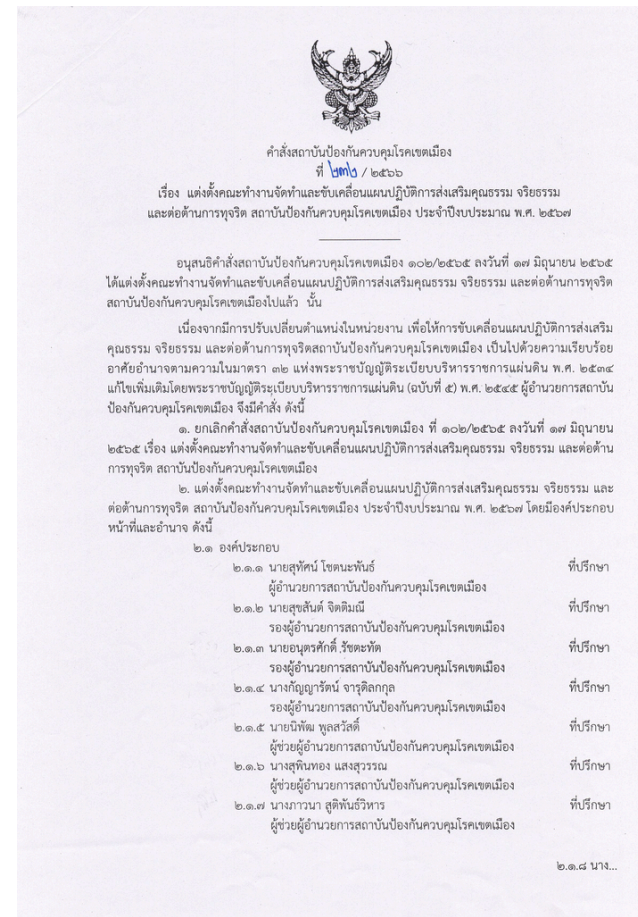 คำสั่งสถาบันป้องกันควบคุมโรคเขตเมือง
ที่ ๒๓๒ / ๒๕๖๖
เรื่อง แต่งตั้งคณะทำงานจัดทำและขับเคลื่อนแผนปฏิบัติการส่งเสริมคุณธรรม จริยธรรม
และต่อต้านการทุจริต สถาบันป้องกันควบคุมโรคเขตเมือง ประจำปีงบประมาณ พ.ศ. ๒๕๖๗
อนุสนธิคำสั่งสถาบันป้องกันควบคุมโรคเขตเมือง ๑๐๒/๒๕๖๕ ลงวันที่ ๑๗ มิถุนายน ๒๕๖๕
ได้แต่งตั้งคณะทำงานจัดทำและขับเคลื่อนแผนปฏิบัติการส่งเสริมคุณธรรม จริยธรรม และต่อต้านการทุจริต
สถาบันป้องกันควบคุมโรคเขตเมืองไปแล้ว นั้น
เนื่องจากมีการปรับเปลี่ยนตำแหน่งในหน่วยงาน เพื่อให้การขับเคลื่อนแผนปฏิบัติการส่งเสริม
คุณธรรม จริยธรรม และต่อต้านการทุจริตสถาบันป้องกันควบคุมโรคเขตเมือง เป็นไปด้วยความเรียบร้อย
อาศัยอำนาจตามความในมาตรา ๓๒ แห่งพระราชบัญญัติระเบียบบริหารราชการแผ่นดิน พ.ศ. ๒๕๓๔
แก้ไขเพิ่มเติมโดยพระราชบัญญัติระเบียบบริหารราชการแผ่นดิน (ฉบับที่ ๕) พ.ศ. ๒๕๔๕ ผู้อำนวยการสถาบัน
ป้องกันควบคุมโรคเขตเมือง จึงมีคำสั่ง ดังนี้
๑. ยกเลิกคำสั่งสถาบันป้องกันควบคุมโรคเขตเมือง ที่ ๑๐๒/๒๕๖๕ ลงวันที่ ๑๗ มิถุนายน
๒๕๖๕ เรื่อง แต่งตั้งคณะทำงานจัดทำและขับเคลื่อนแผนปฏิบัติการส่งเสริมคุณธรรม จริยธรรม และต่อต้าน
การทุจริต สถาบันป้องกันควบคุมโรคเขตเมือง
๒. แต่งตั้งคณะทำงานจัดทำและขับเคลื่อนแผนปฏิบัติการส่งเสริมคุณธรรม จริยธรรม และ
ต่อต้านการทุจริต สถาบันป้องกันควบคุมโรคเขตเมือง ประจำปีงบประมาณ พ.ศ. ๒๕๖๗ โดยมีองค์ประกอบ
หน้าที่และอำนาจ ดังนี้
๒.๑ องค์ประกอบ
๒.๑.๑ นายสุทัศน์ โชตนะพันธ์ ที่ปรึกษา
ผู้อำนวยการสถาบันป้องกันควบคุมโรคเขตเมือง
๒.๑.๒ นายสุขสันต์ จิตติมณี ที่ปรึกษา
รองผู้อำนวยการสถาบันป้องกันควบคุมโรคเขตเมือง
๒.๑.๓ นายอนุตรศักดิ์ รัชตะทัต ที่ปรึกษา
รองผู้อำนวยการสถาบันป้องกันควบคุมโรคเขตเมือง
๒.๑.๔ นางกัญญารัตน์ จารุดิลกกุล ที่ปรึกษา
รองผู้อำนวยการสถาบันป้องกันควบคุมโรคเขตเมือง
๒.๑.๕ นายนิพัฒ พูลสวัสดิ์ ที่ปรึกษา
ผู้ช่วยผู้อำนวยการสถาบันป้องกันควบคุมโรคเขตเมือง
๒.๑.๖ นางสุพินทอง แสงสุวรรณ ที่ปรึกษา
ผู้ช่วยผู้อำนวยการสถาบันป้องกันควบคุมโรคเขตเมือง
๒.๑.๗ นางภาวนา สูติพันธ์วิหาร ที่ปรึกษา
ผู้ช่วยผู้อำนวยการสถาบันป้องกันควบคุมโรคเขตเมือง
๒.๑.๘ นาง...